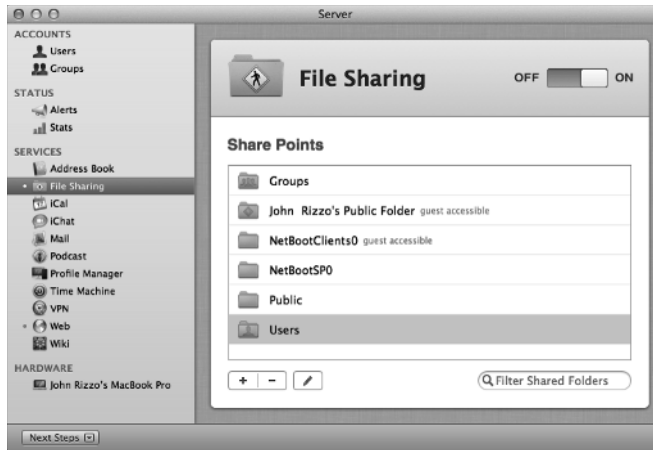 Server
ACCOUNTS
Users
Groups
STATUS
Alerts
Stats
SERVICES
Address Book
File Sharing
iCal
iChat
Mail
Podcast
Profile Manager
Time Machine
VPN
Web
Wiki
HARDWARE
John Rizzo's MacBook Pro
Next Steps
File Sharing OFF ON
Share Points
Groups
John Rizzo's Public Folder guest accessible
NetBootClients0 guest accessible
NetBootSP0
Public
Users
+ - Filter Shared Folders